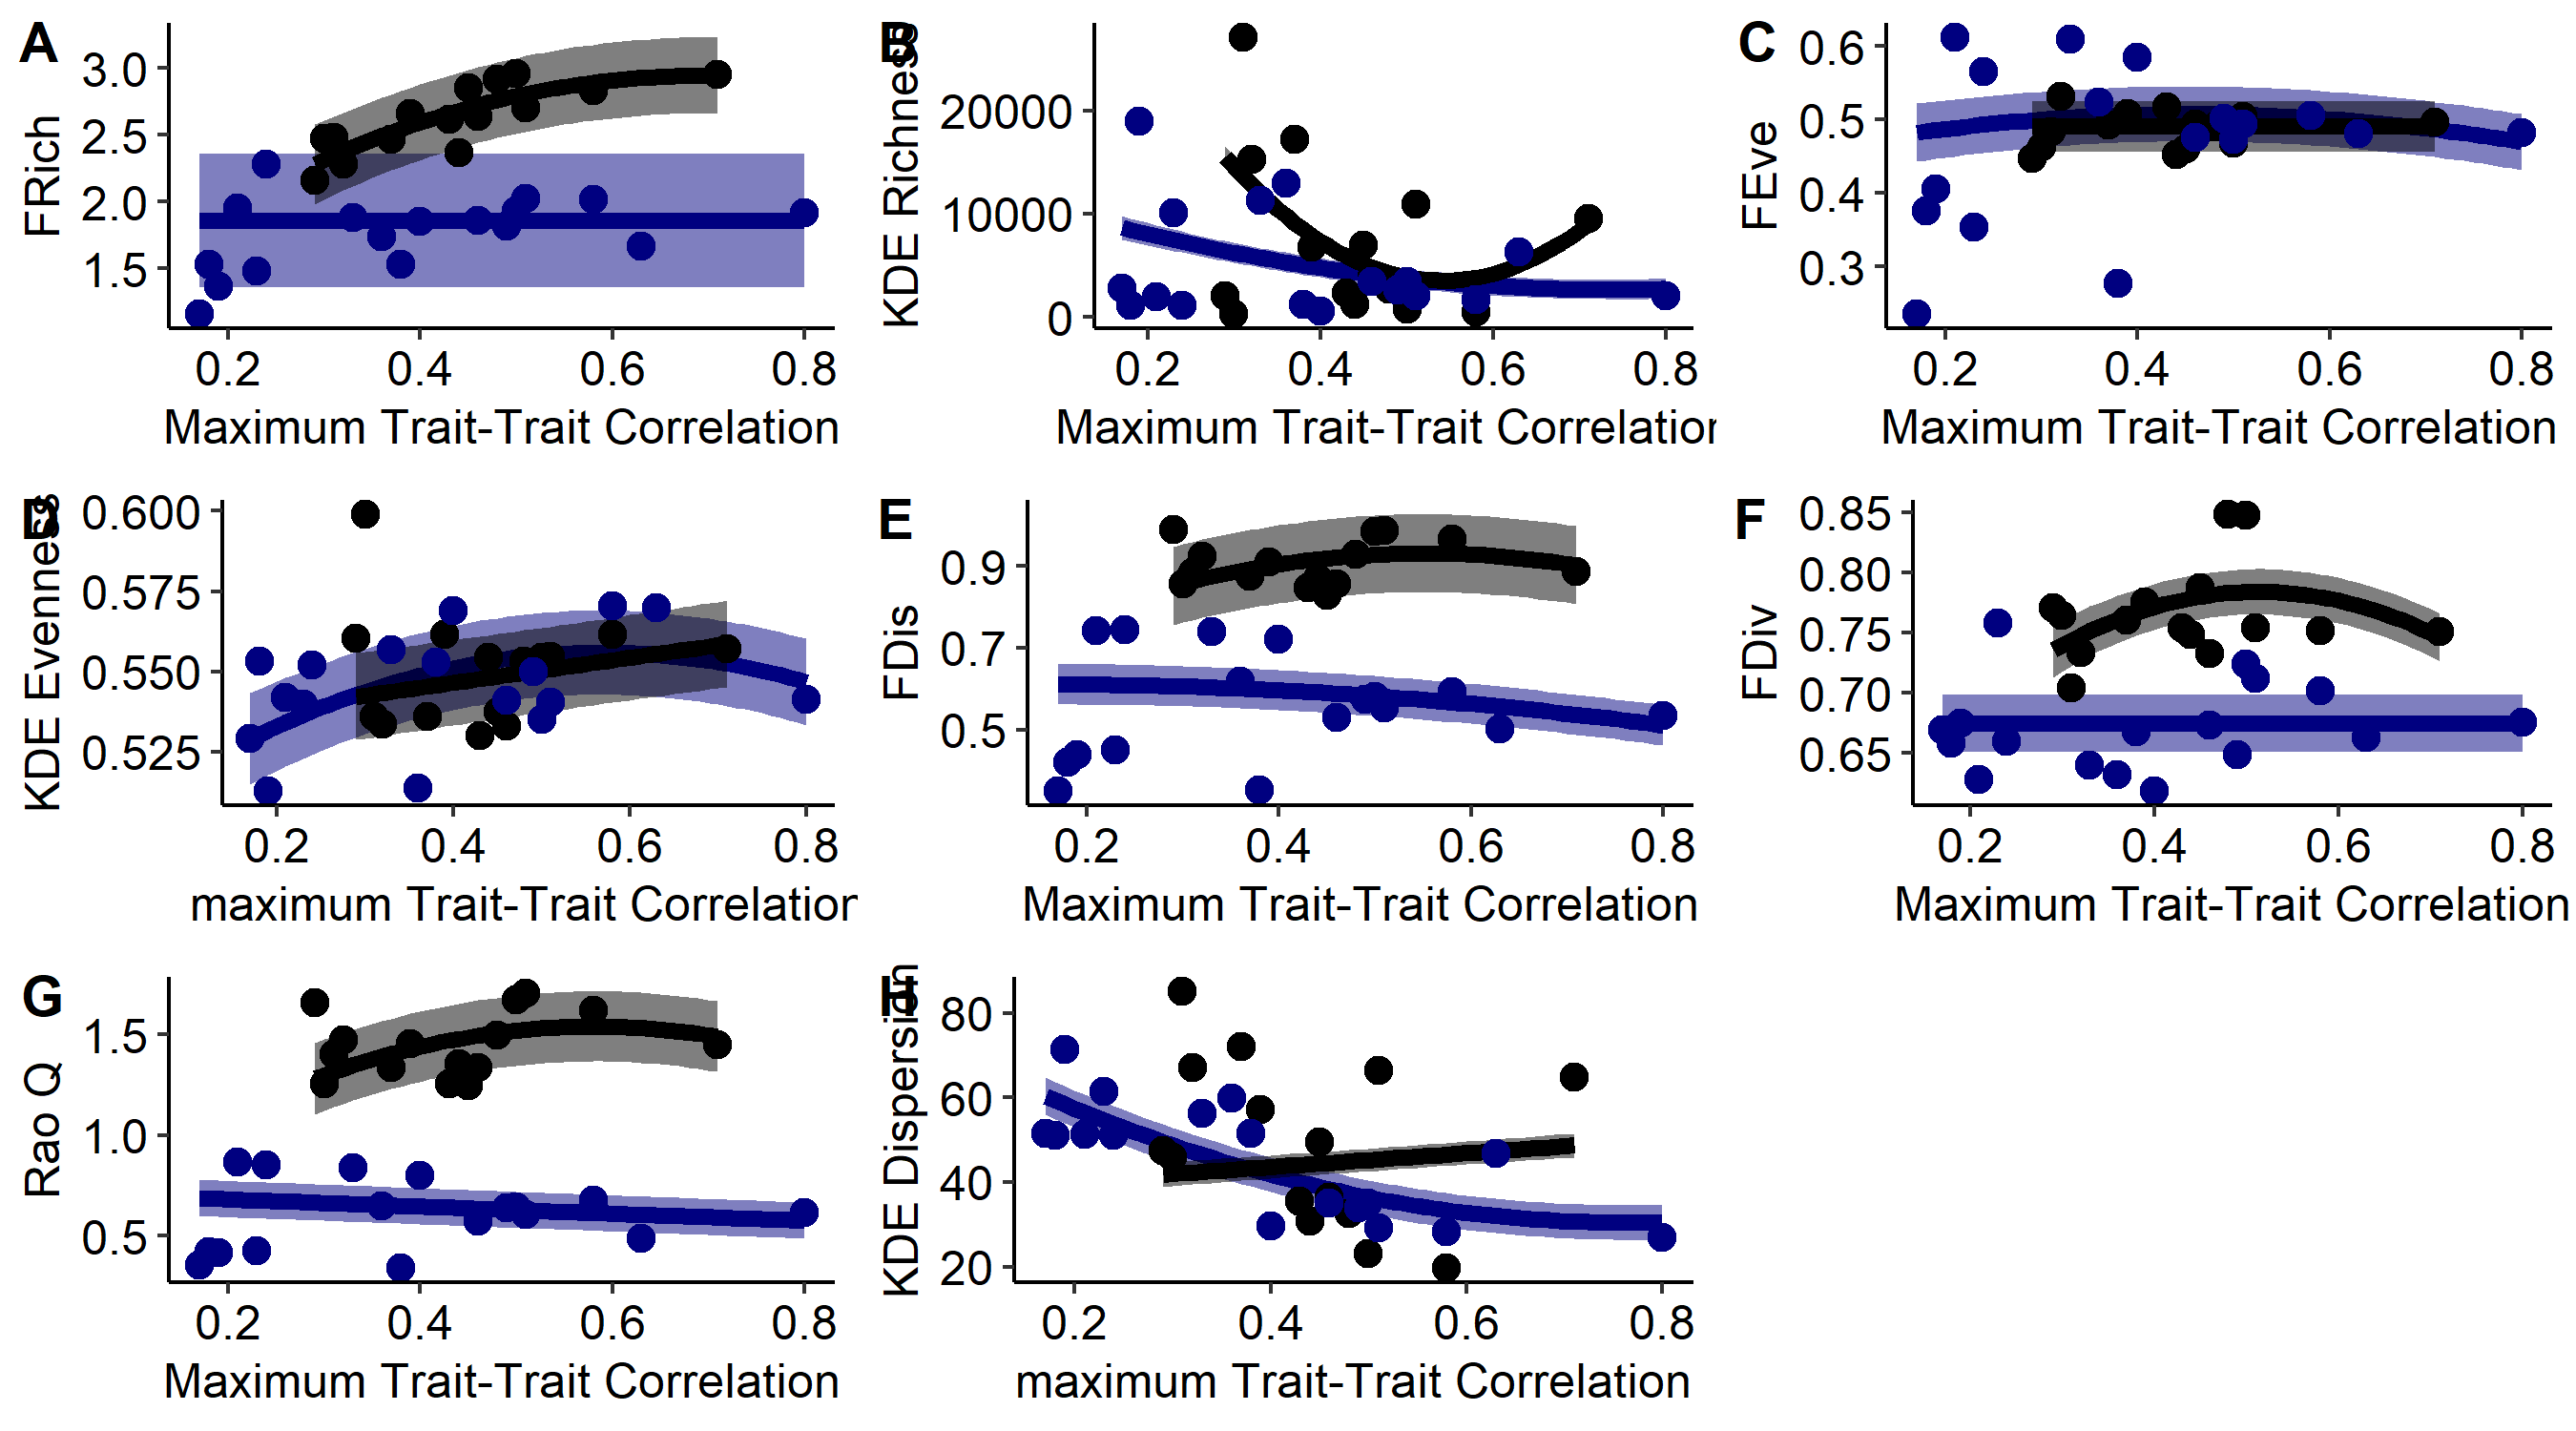 A
FRich
3.0
2.5
2.0
1.5
0.2 0.4 0.6 0.8
Maximum Trait-Trait Correlation
B
KDE Richness
20000
10000
0
0.2 0.4 0.6 0.8
Maximum Trait-Trait Correlation
C
FEve
0.6
0.5
0.4
0.3
0.2 0.4 0.6 0.8
Maximum Trait-Trait Correlation
D
KDE Evenness
0.600
0.575
0.550
0.525
0.2 0.4 0.6 0.8
maximum Trait-Trait Correlation
E
FDis
0.9
0.7
0.5
0.2 0.4 0.6 0.8
Maximum Trait-Trait Correlation
F
FDiv
0.85
0.80
0.75
0.70
0.65
0.2 0.4 0.6 0.8
Maximum Trait-Trait Correlation
G
Rao Q
1.5
1.0
0.5
0.2 0.4 0.6 0.8
Maximum Trait-Trait Correlation
H
KDE Dispersion
80
60
40
20
0.2 0.4 0.6 0.8
maximum Trait-Trait Correlation